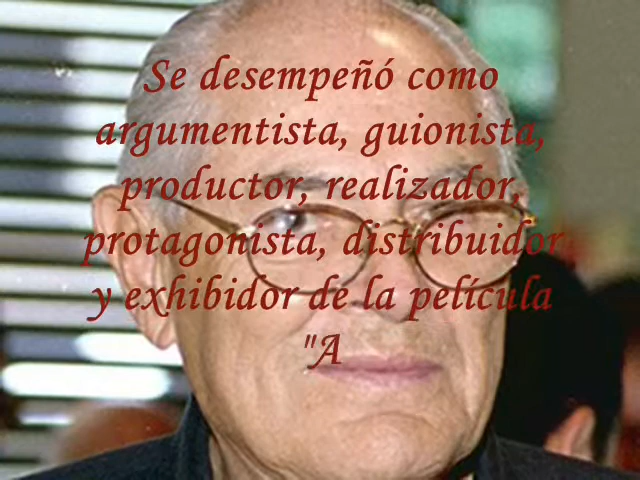 Se desempeñó como
argumentista, guionista,
productor, realizador,
protagonista, distribuidor
y exhibidor de la película
"A